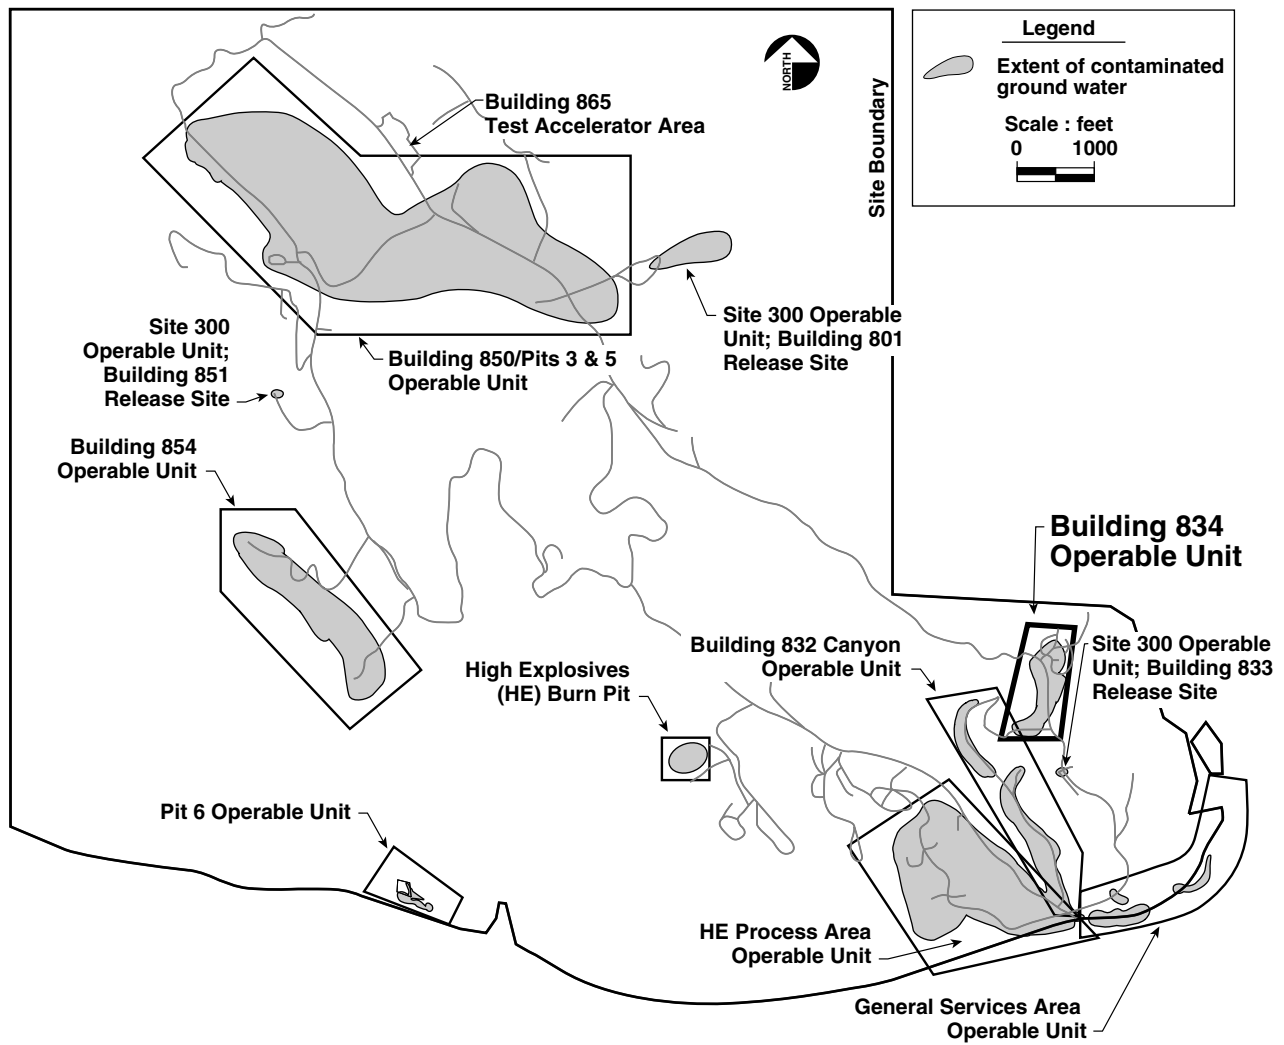 Legend
Extent of contaminated
ground water
Scale : feet
0 1000
NORTH
Site Boundary
Building 865
Test Accelerator Area
Site 300 Operable
Unit; Building 801
Release Site
Site 300
Operable Unit;
Building 851
Release Site
Building 850/Pits 3 & 5
Operable Unit
Building 854
Operable Unit
Building 834
Operable Unit
Building 832 Canyon
Operable Unit
Site 300 Operable
Unit; Building 833
Release Site
High Explosives
(HE) Burn Pit
Pit 6 Operable Unit
HE Process Area
Operable Unit
General Services Area
Operable Unit